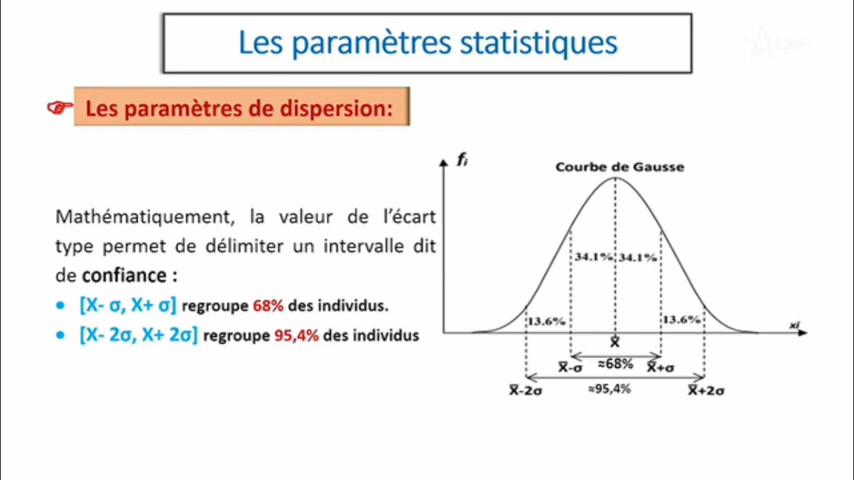 Les paramètres statistiques
Les paramètres de dispersion:
Mathématiquement, la valeur de l'écart
type permet de délimiter un intervalle dit
de confiance :
• [X- σ, X+ σ] regroupe 68% des individus.
• [X- 2σ, X+ 2σ] regroupe 95,4% des individus
fi
Courbe de Gausse
34.1% 34.1%
13.6% 13.6%
xi
X̄
X̄-σ ≈68% X̄+σ
X̄-2σ ≈95,4% X̄+2σ